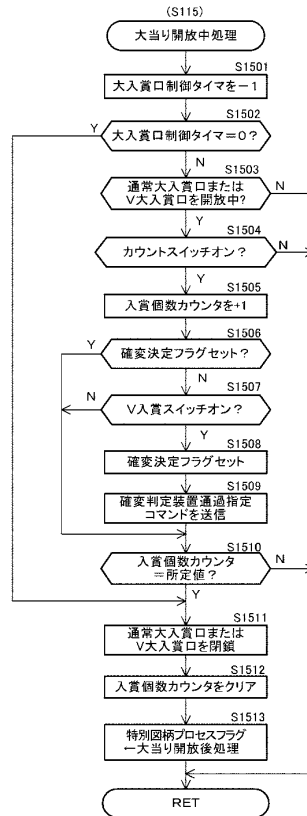 (S115)
大当り開放中処理
S1501
大入賞口制御タイマを－１
S1502
Y
大入賞口制御タイマ＝０？
N
S1503
通常大入賞口または
V大入賞口を開放中？
N
Y
S1504
カウントスイッチオン？
N
Y
S1505
入賞個数カウンタを+1
S1506
Y
確変決定フラグセット？
N
S1507
N
V入賞スイッチオン？
Y
S1508
確変決定フラグセット
S1509
確変判定装置通過指定
コマンドを送信
S1510
入賞個数カウンタ
＝所定値？
N
Y
S1511
通常大入賞口または
V大入賞口を閉鎖
S1512
入賞個数カウンタをクリア
S1513
特別図柄プロセスフラグ
←大当り開放後処理
RET